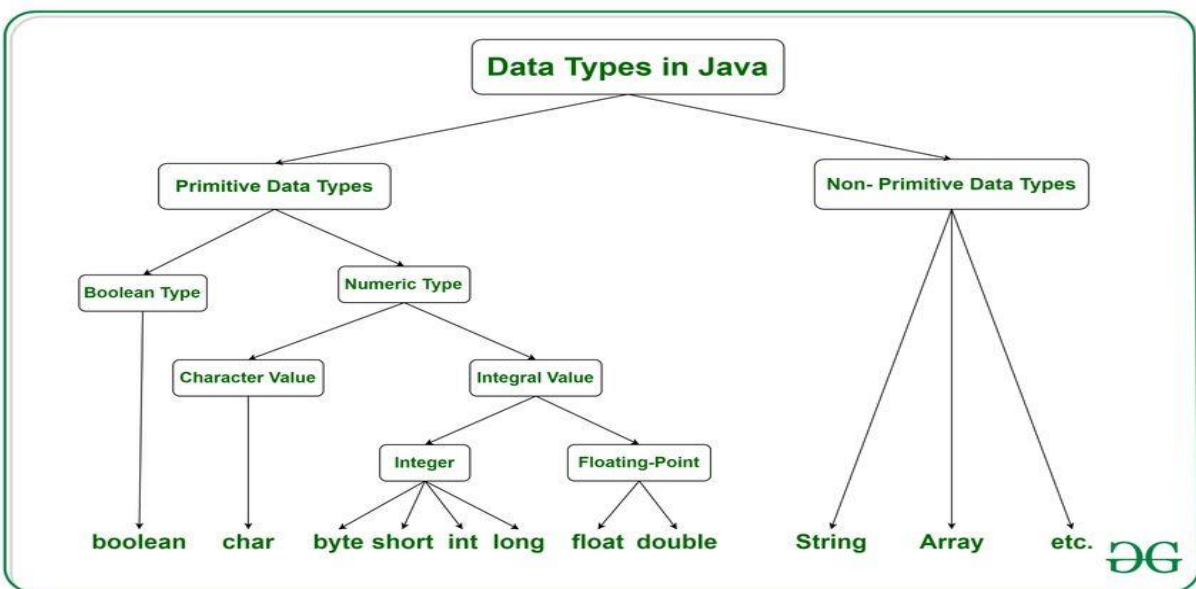 Data Types in Java
Primitive Data Types
Non- Primitive Data Types
Boolean Type
Numeric Type
Character Value
Integral Value
Integer
Floating-Point
boolean char byte short int long float double String Array etc.